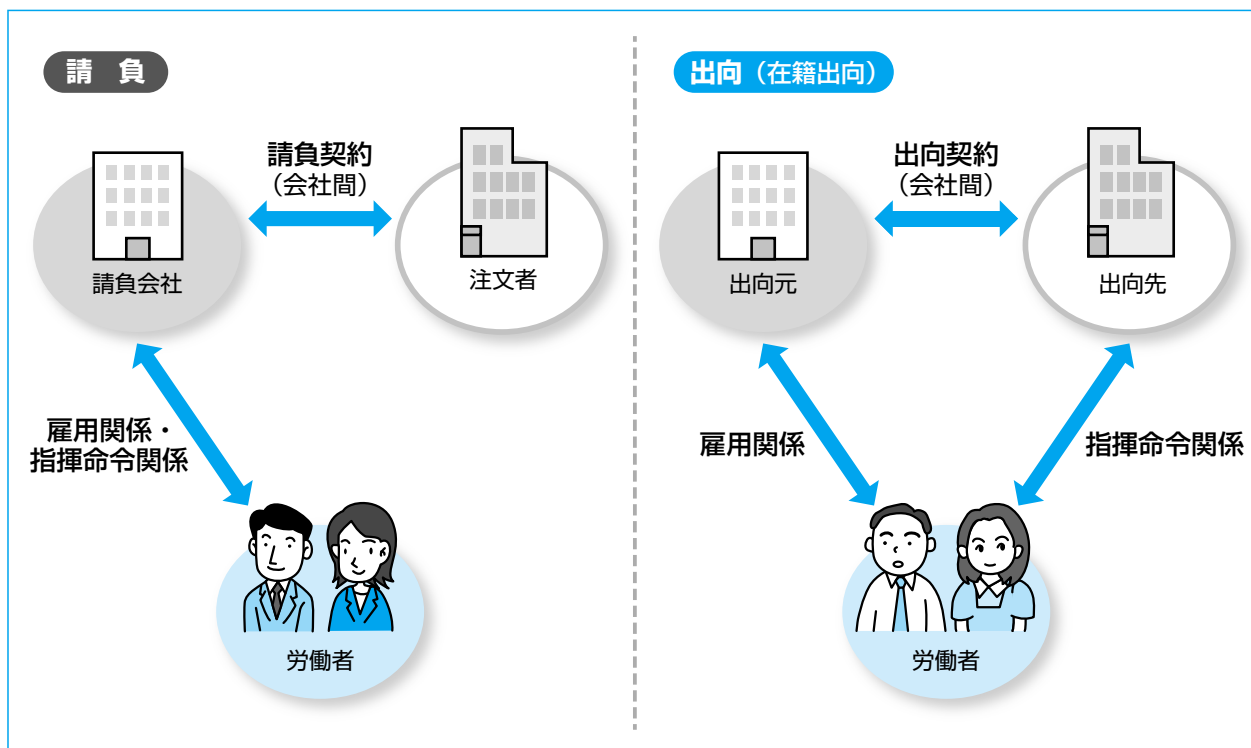 請 負
請負契約
（会社間）
請負会社
注文者
雇用関係・
指揮命令関係
労働者
出向（在籍出向）
出向契約
（会社間）
出向元
出向先
雇用関係
指揮命令関係
労働者